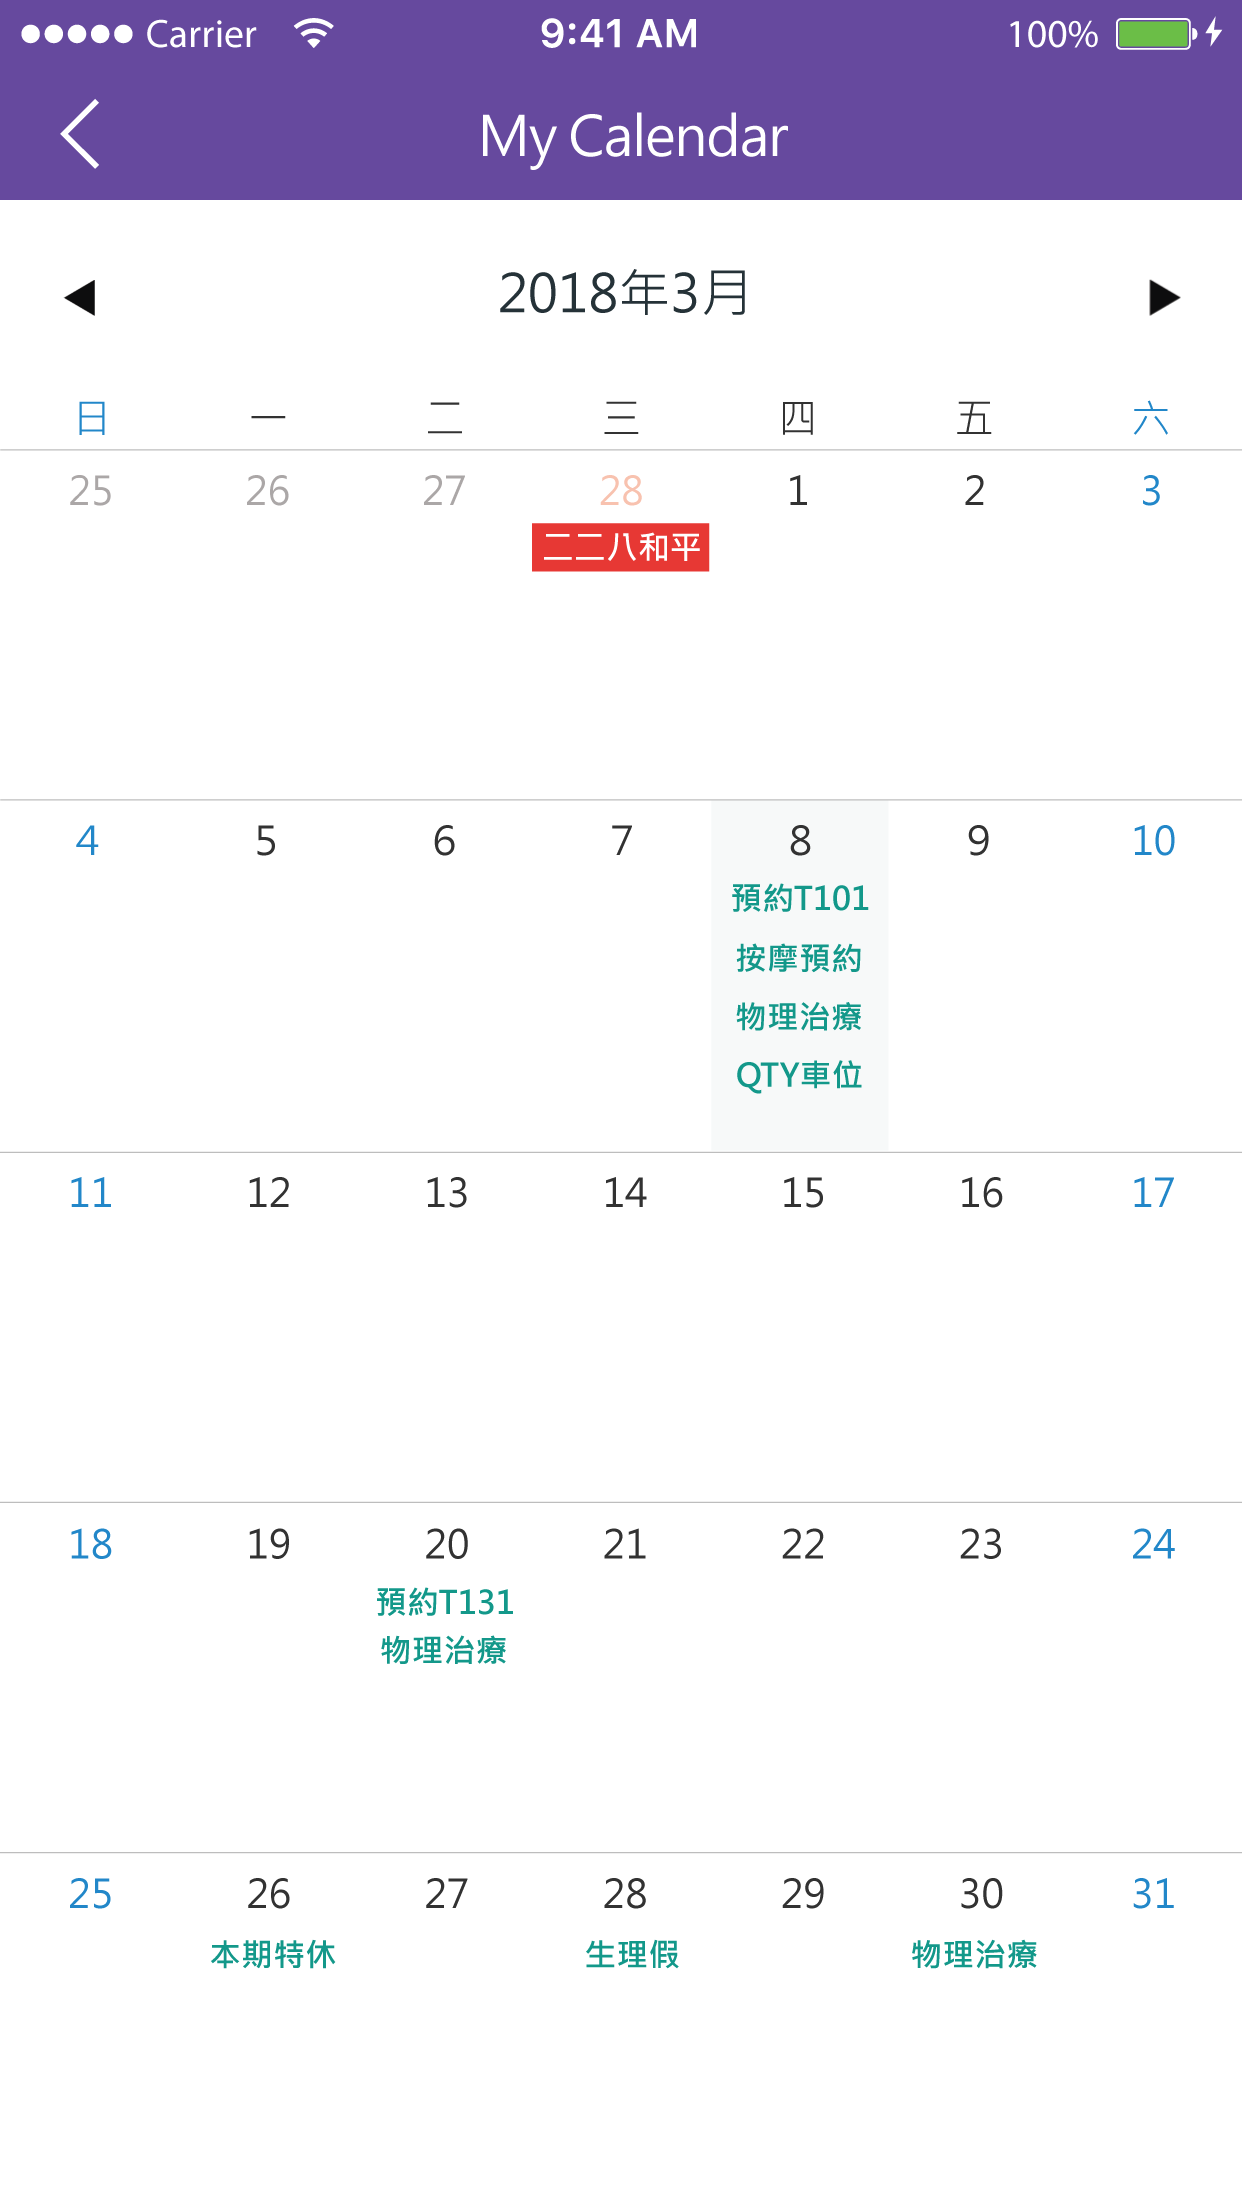 Carrier 9:41 AM 100%
My Calendar
2018年3月
日 一 二 三 四 五 六
25 26 27 28 1 2 3
二二八和平
4 5 6 7 8 9 10
預約T101
按摩預約
物理治療
QTY車位
11 12 13 14 15 16 17
18 19 20 21 22 23 24
預約T131
物理治療
25 26 27 28 29 30 31
本期特休 生理假 物理治療